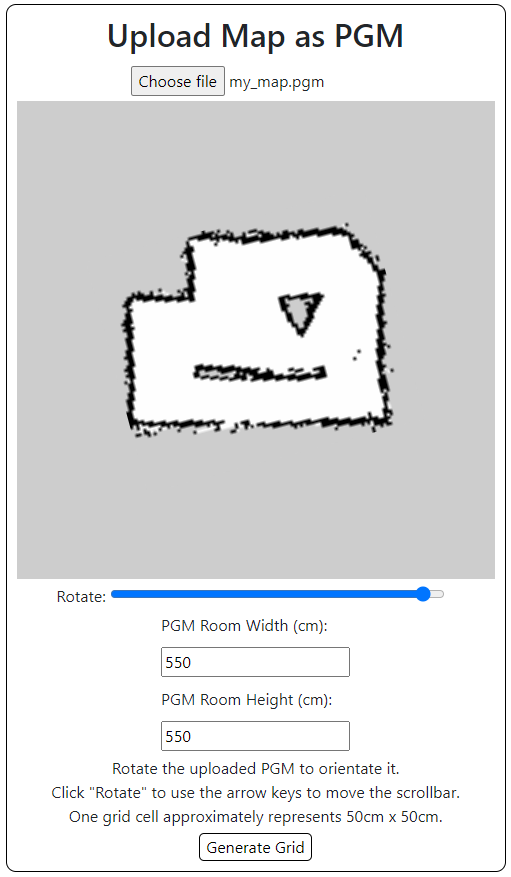 Upload Map as PGM
Choose file my_map.pgm
Rotate:
PGM Room Width (cm):
550
PGM Room Height (cm):
550
Rotate the uploaded PGM to orientate it.
Click "Rotate" to use the arrow keys to move the scrollbar.
One grid cell approximately represents 50cm x 50cm.
Generate Grid